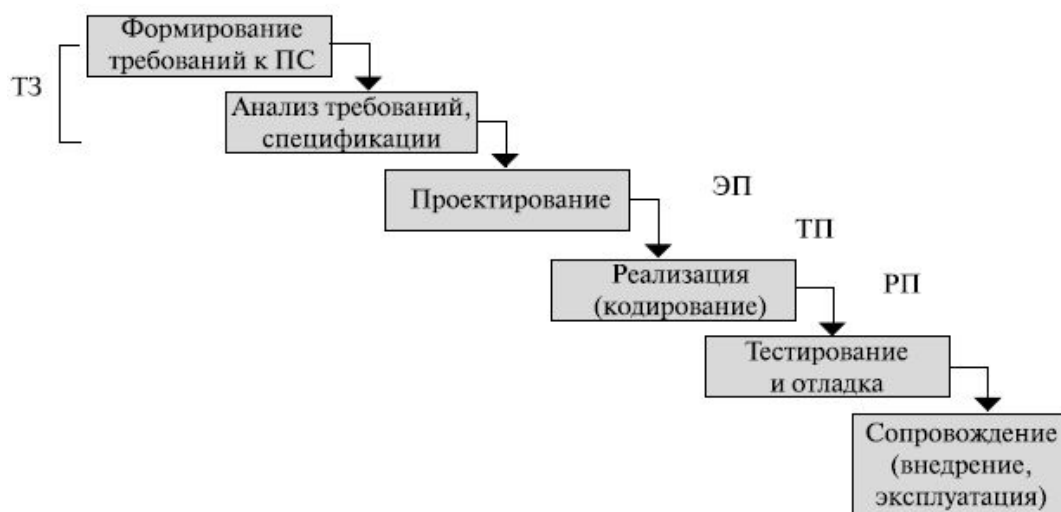 Формирование
требований к ПС
ТЗ
Анализ требований,
спецификации
Проектирование
ЭП
ТП
Реализация
(кодирование)
РП
Тестирование
и отладка
Сопровождение
(внедрение,
эксплуатация)